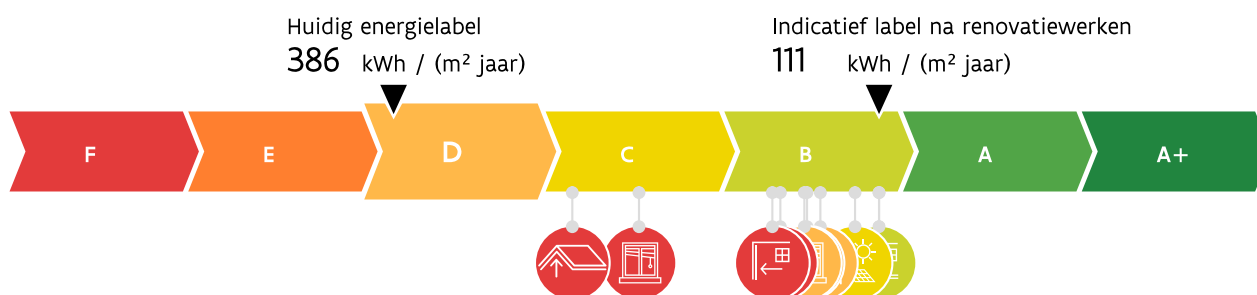 Huidig energielabel
386 kWh / (m² jaar)
Indicatief label na renovatiewerken
111 kWh / (m² jaar)
F E D C B A A+